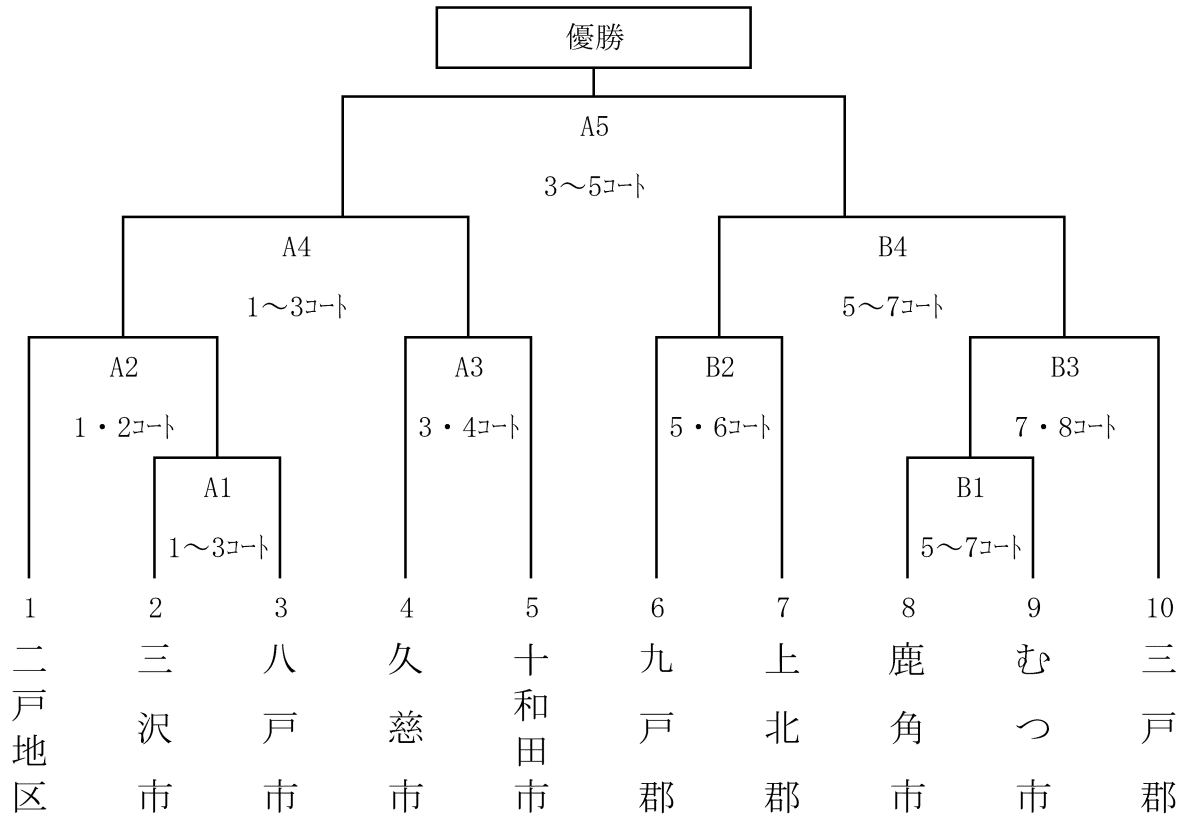 優勝
A5
3～5ｺｰﾄ
A4
1～3ｺｰﾄ
B4
5～7ｺｰﾄ
A2
1・2ｺｰﾄ
A3
3・4ｺｰﾄ
B2
5・6ｺｰﾄ
B3
7・8ｺｰﾄ
A1
1～3ｺｰﾄ
B1
5～7ｺｰﾄ
1
二戸地区
2
三沢市
3
八戸市
4
久慈市
5
十和田市
6
九戸郡
7
上北郡
8
鹿角市
9
むつ市
10
三戸郡